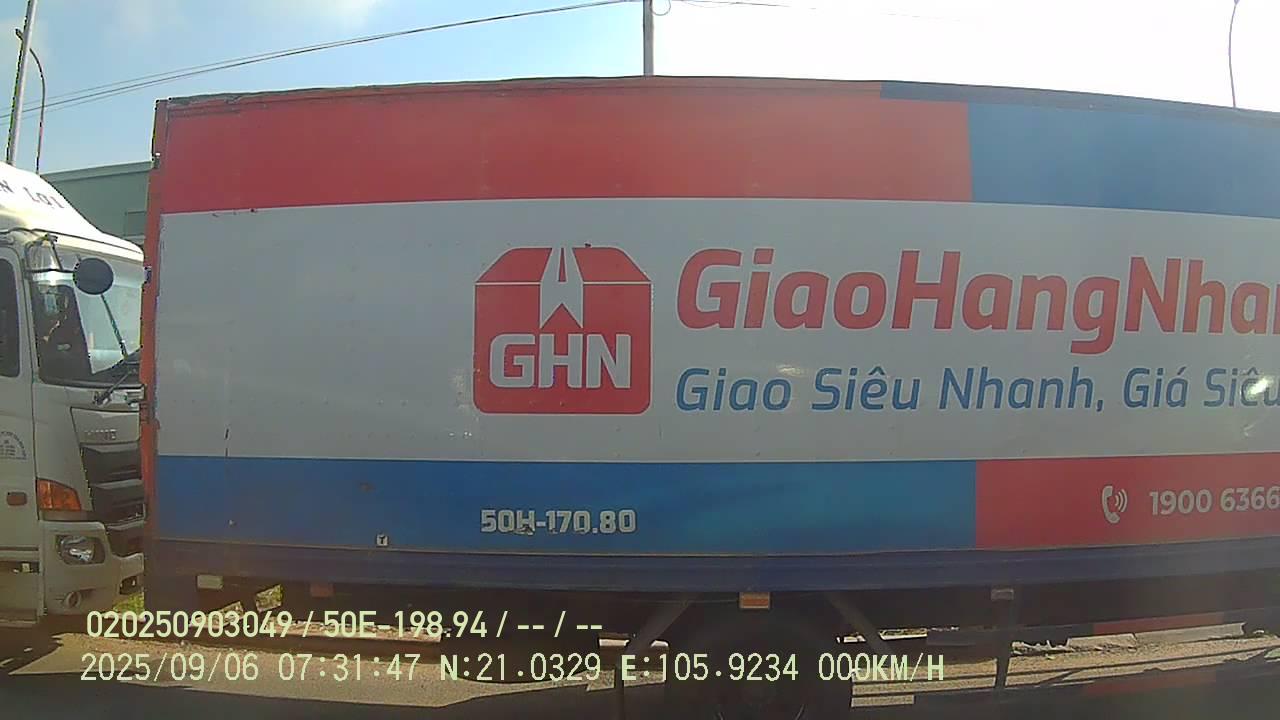 GiaoHangNha
GHN
Giao Siêu Nhanh, Giá Siêu
50H-170.80
1900 6366
HINO
020250903049 / 50E-198.94 / -- / --
2025/09/06 07:31:47 N:21.0329 E:105.9234 000KM/H